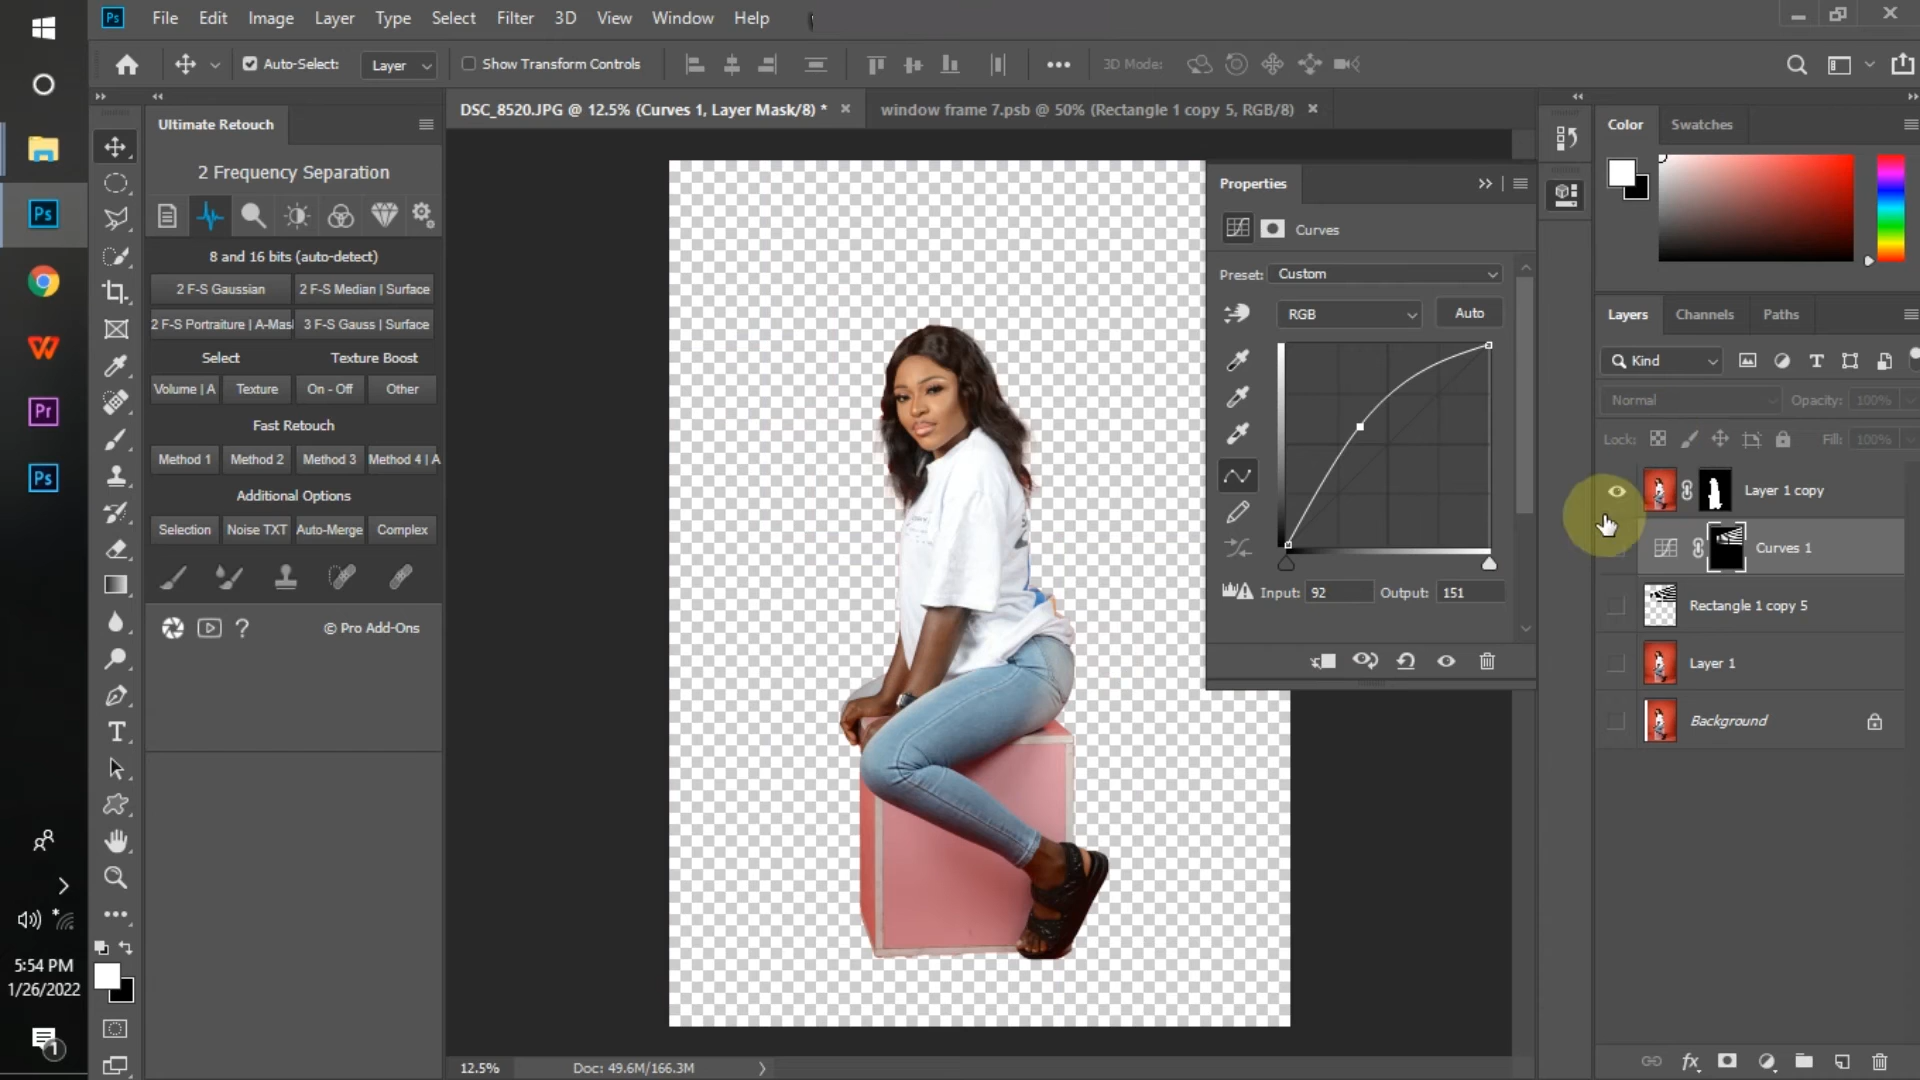 Ps File Edit Image Layer Type Select Filter 3D View Window Help
Auto-Select: Layer Show Transform Controls 3D Mode:
DSC_8520.JPG @ 12.5% (Curves 1, Layer Mask/8) * window frame 7.psb @ 50% (Rectangle 1 copy 5, RGB/8)
Ultimate Retouch
2 Frequency Separation
8 and 16 bits (auto-detect)
2 F-S Gaussian 2 F-S Median | Surface
2 F-S Portraiture | A-Mas 3 F-S Gauss | Surface
Select Texture Boost
Volume | A Texture On - Off Other
Fast Retouch
Method 1 Method 2 Method 3 Method 4 | A
Additional Options
Selection Noise TXT Auto-Merge Complex
? © Pro Add-Ons
Properties
Curves
Preset: Custom
RGB Auto
Input: 92 Output: 151
Color Swatches
Layers Channels Paths
Kind
Normal Opacity: 100%
Lock: Fill: 100%
Layer 1 copy
Curves 1
Rectangle 1 copy 5
Layer 1
Background
fx
12.5% Doc: 49.6M/166.3M
Ps
W
Pr
Ps
5:54 PM
1/26/2022
1